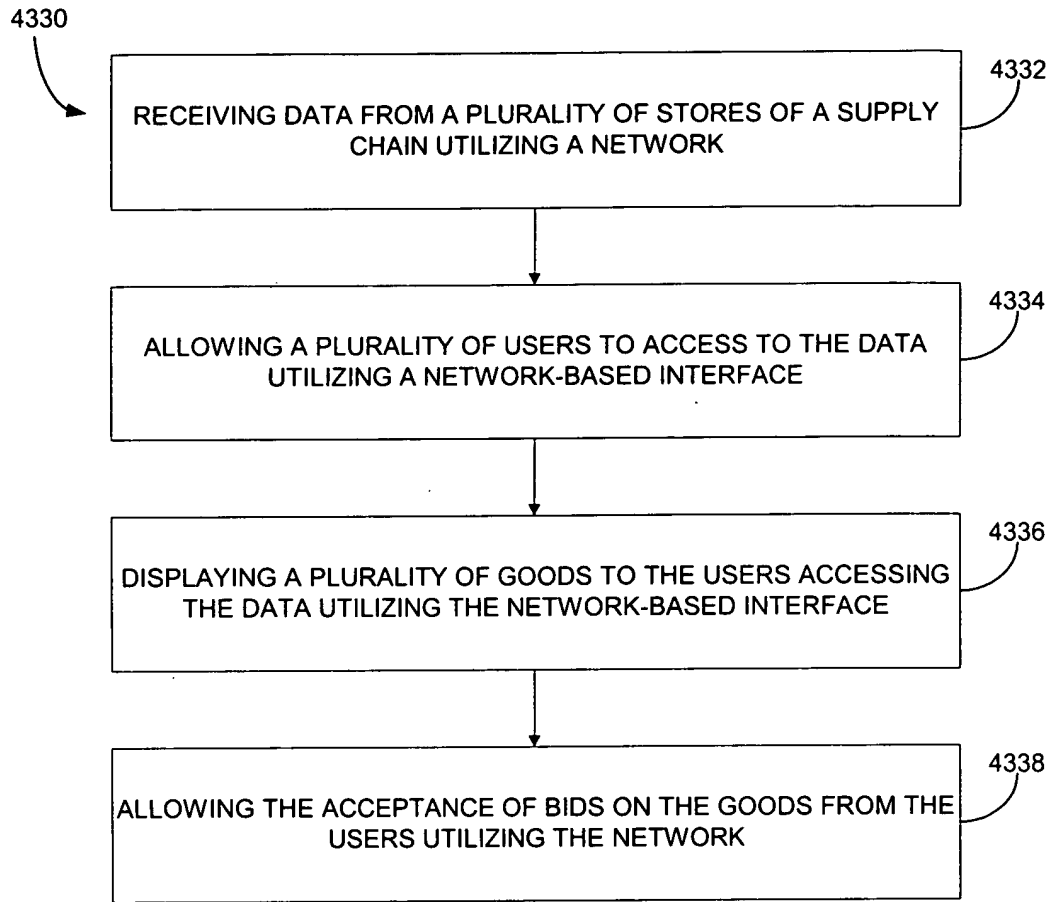 4330
4332
RECEIVING DATA FROM A PLURALITY OF STORES OF A SUPPLY
CHAIN UTILIZING A NETWORK
4334
ALLOWING A PLURALITY OF USERS TO ACCESS TO THE DATA
UTILIZING A NETWORK-BASED INTERFACE
4336
DISPLAYING A PLURALITY OF GOODS TO THE USERS ACCESSING
THE DATA UTILIZING THE NETWORK-BASED INTERFACE
4338
ALLOWING THE ACCEPTANCE OF BIDS ON THE GOODS FROM THE
USERS UTILIZING THE NETWORK